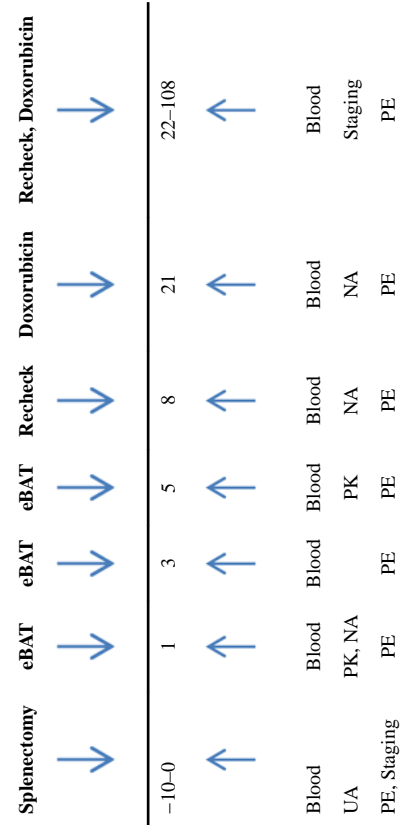 Splenectomy eBAT eBAT eBAT Recheck Doxorubicin Recheck, Doxorubicin
−10–0 1 3 5 8 21 22–108
Blood Blood Blood Blood Blood Blood Blood
UA PK, NA PK NA NA Staging
PE, Staging PE PE PE PE PE PE